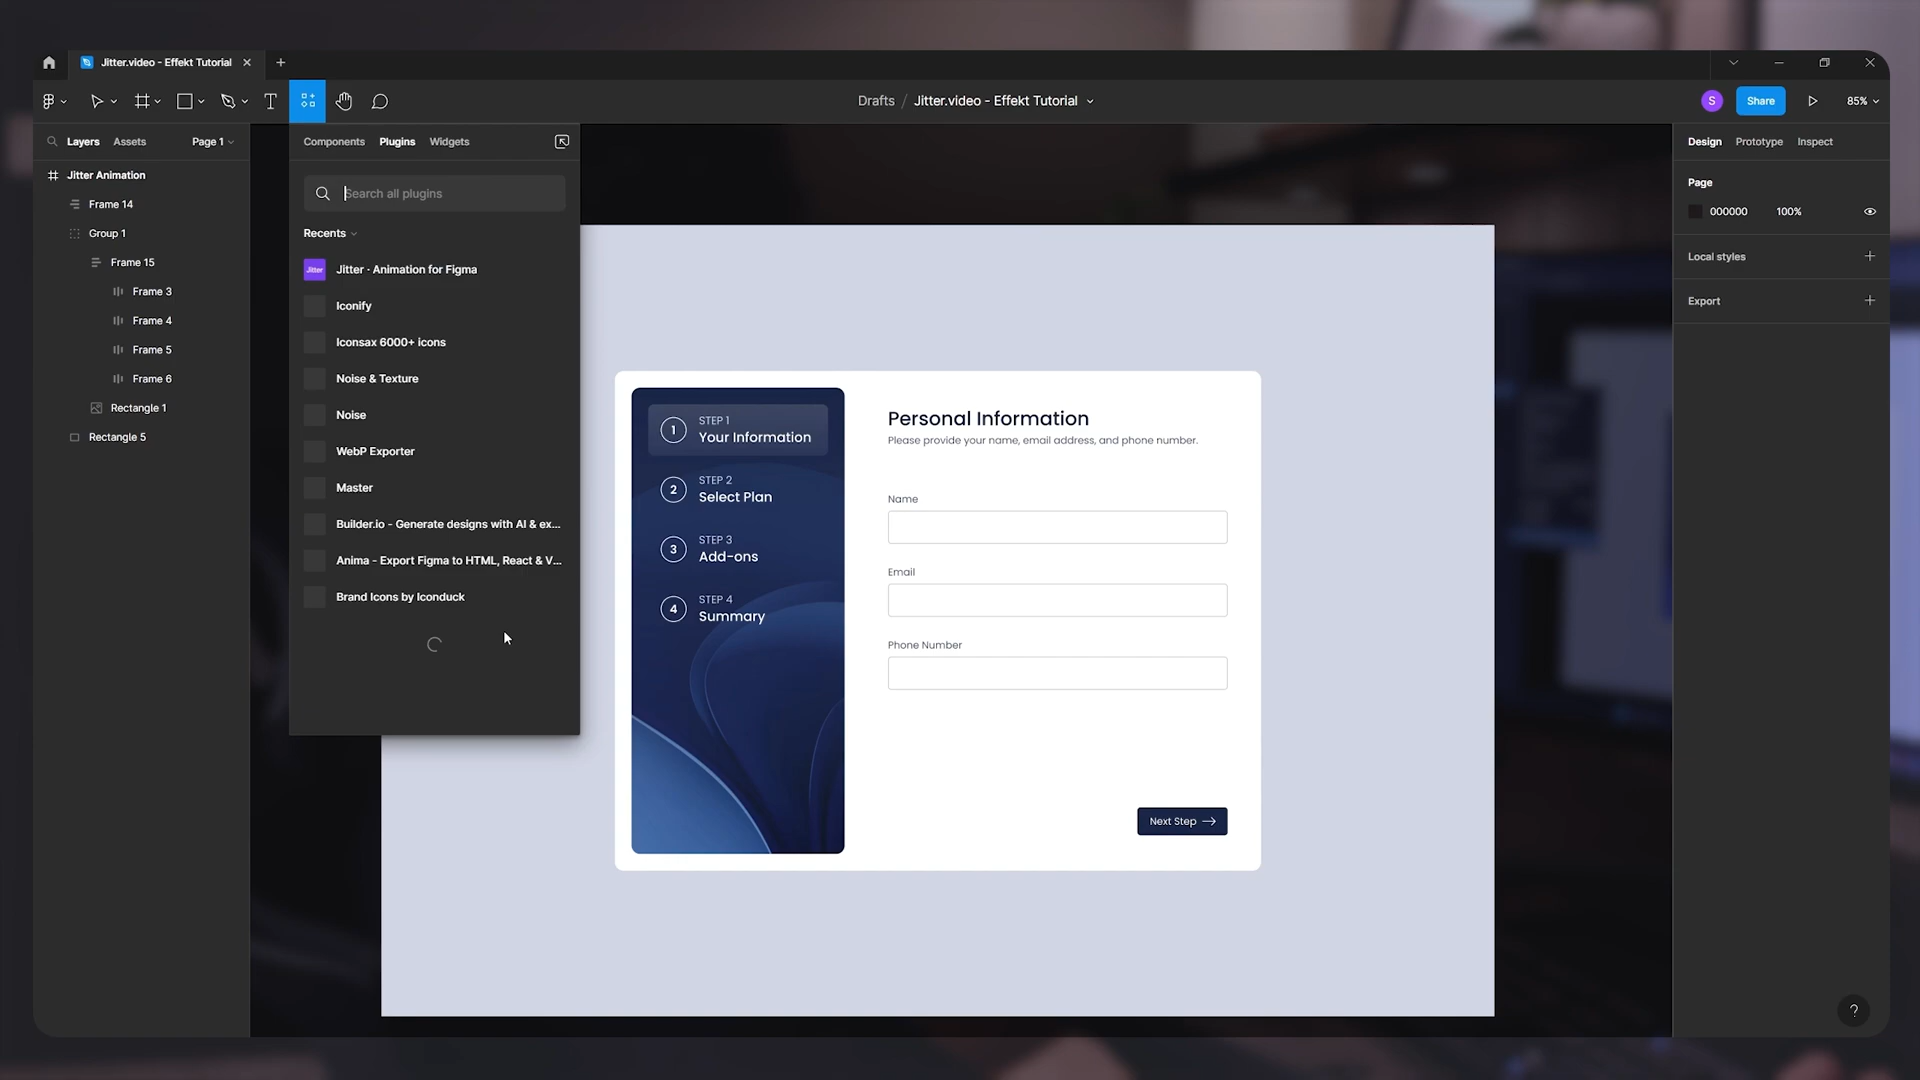 Jitter.video - Effekt Tutorial
Drafts / Jitter.video - Effekt Tutorial
S
Share
85%
Layers
Assets
Page 1
Components
Plugins
Widgets
Design
Prototype
Inspect
Jitter Animation
Frame 14
Group 1
Frame 15
Frame 3
Frame 4
Frame 5
Frame 6
Rectangle 1
Rectangle 5
Search all plugins
Recents
Jitter
Jitter · Animation for Figma
Iconify
Iconsax 6000+ icons
Noise & Texture
Noise
WebP Exporter
Master
Builder.io - Generate designs with AI & ex...
Anima - Export Figma to HTML, React & V...
Brand Icons by Iconduck
1
STEP 1
Your Information
2
STEP 2
Select Plan
3
STEP 3
Add-ons
4
STEP 4
Summary
Personal Information
Please provide your name, email address, and phone number.
Name
Email
Phone Number
Next Step
Page
000000
100%
Local styles
Export
?